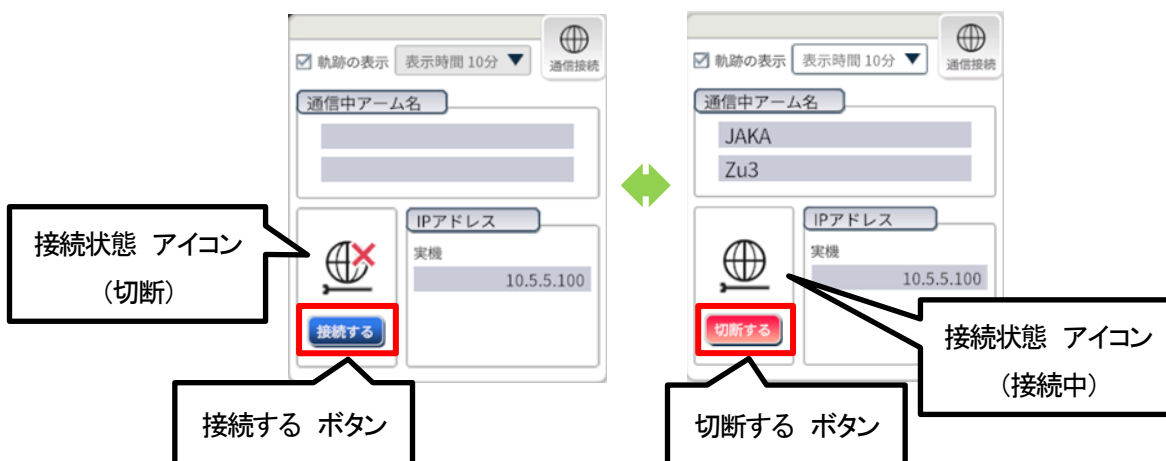 軌跡の表示
表示時間 10分
通信接続
通信中アーム名
接続状態 アイコン
（切断）
IPアドレス
実機
10.5.5.100
接続する
接続する ボタン
軌跡の表示
表示時間 10分
通信接続
通信中アーム名
JAKA
Zu3
IPアドレス
実機
10.5.5.100
切断する
接続状態 アイコン
（接続中）
切断する ボタン